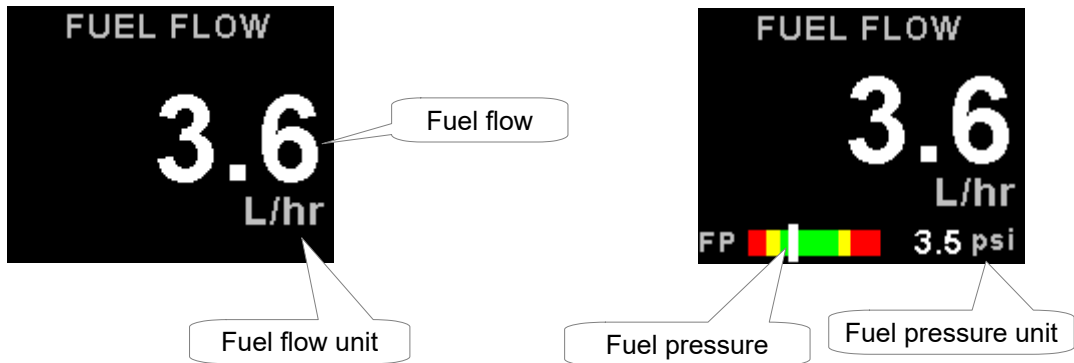 FUEL FLOW
3.6
L/hr
Fuel flow
Fuel flow unit
FUEL FLOW
3.6
L/hr
FP 3.5 psi
Fuel pressure
Fuel pressure unit